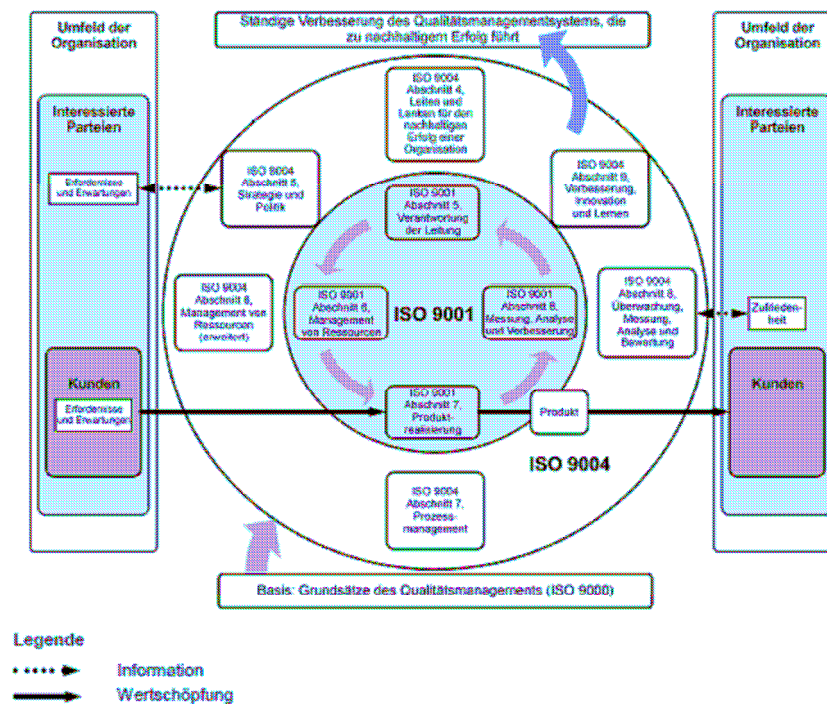 Ständige Verbesserung des Qualitätsmanagementsystems, die
zu nachhaltigem Erfolg führt
Umfeld der
Organisation
Interessierte
Parteien
Erfordernisse
und Erwartungen
Kunden
Erfordernisse
und Erwartungen
ISO 9004
Abschnitt 4,
Leiten und
Lenken für den
nachhaltigen
Erfolg einer
Organisation
ISO 9004
Abschnitt 5,
Strategie und
Politik
ISO 9004
Abschnitt 9,
Verbesserung,
Innovation
und Lernen
ISO 9001
Abschnitt 5,
Verantwortung
der Leitung
ISO 9004
Abschnitt 6,
Management von
Ressourcen
(erweitert)
ISO 9001
Abschnitt 6,
Management
von Ressourcen
ISO 9001
ISO 9001
Abschnitt 8,
Messung, Analyse
und Verbesserung
ISO 9004
Abschnitt 8,
Überwachung,
Messung,
Analyse und
Bewertung
ISO 9001
Abschnitt 7,
Produkt-
realisierung
Produkt
ISO 9004
ISO 9004
Abschnitt 7,
Prozess-
management
Umfeld der
Organisation
Interessierte
Parteien
Zufrieden-
heit
Kunden
Basis: Grundsätze des Qualitätsmanagements (ISO 9000)
Legende
Information
Wertschöpfung